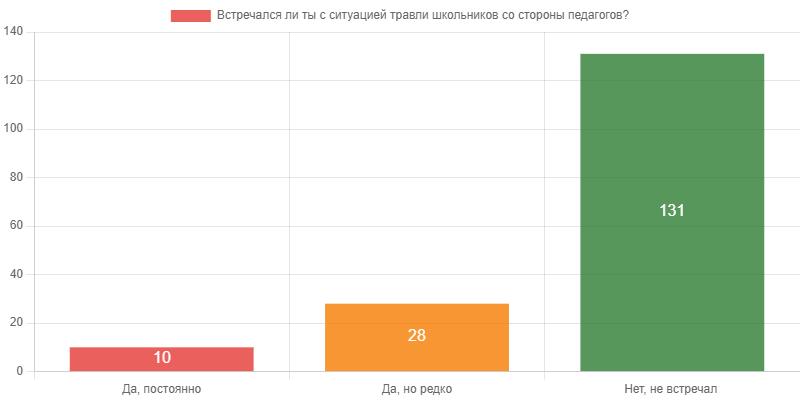 Встречался ли ты с ситуацией травли школьников со стороны педагогов?
140
120
100
80
60
40
20
0
10
28
131
Да, постоянно
Да, но редко
Нет, не встречал